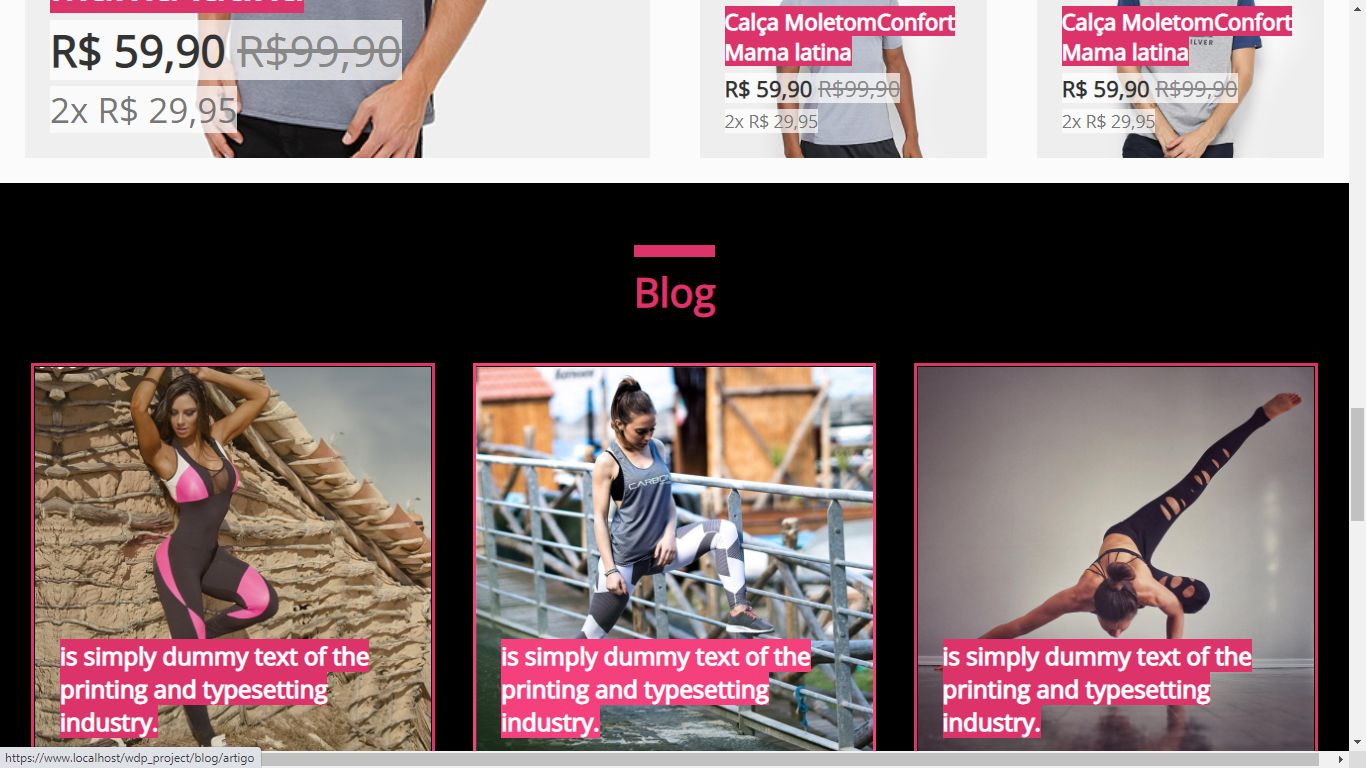 R$ 59,90 R$99,90
2x R$ 29,95
Calça MoletomConfort
Mama latina
R$ 59,90 R$99,90
2x R$ 29,95
Calça MoletomConfort
Mama latina
ILVER
R$ 59,90 R$99,90
2x R$ 29,95
Blog
CARBON
is simply dummy text of the
printing and typesetting
industry.
is simply dummy text of the
printing and typesetting
industry.
is simply dummy text of the
printing and typesetting
industry.
https://www.localhost/wdp_project/blog/artigo